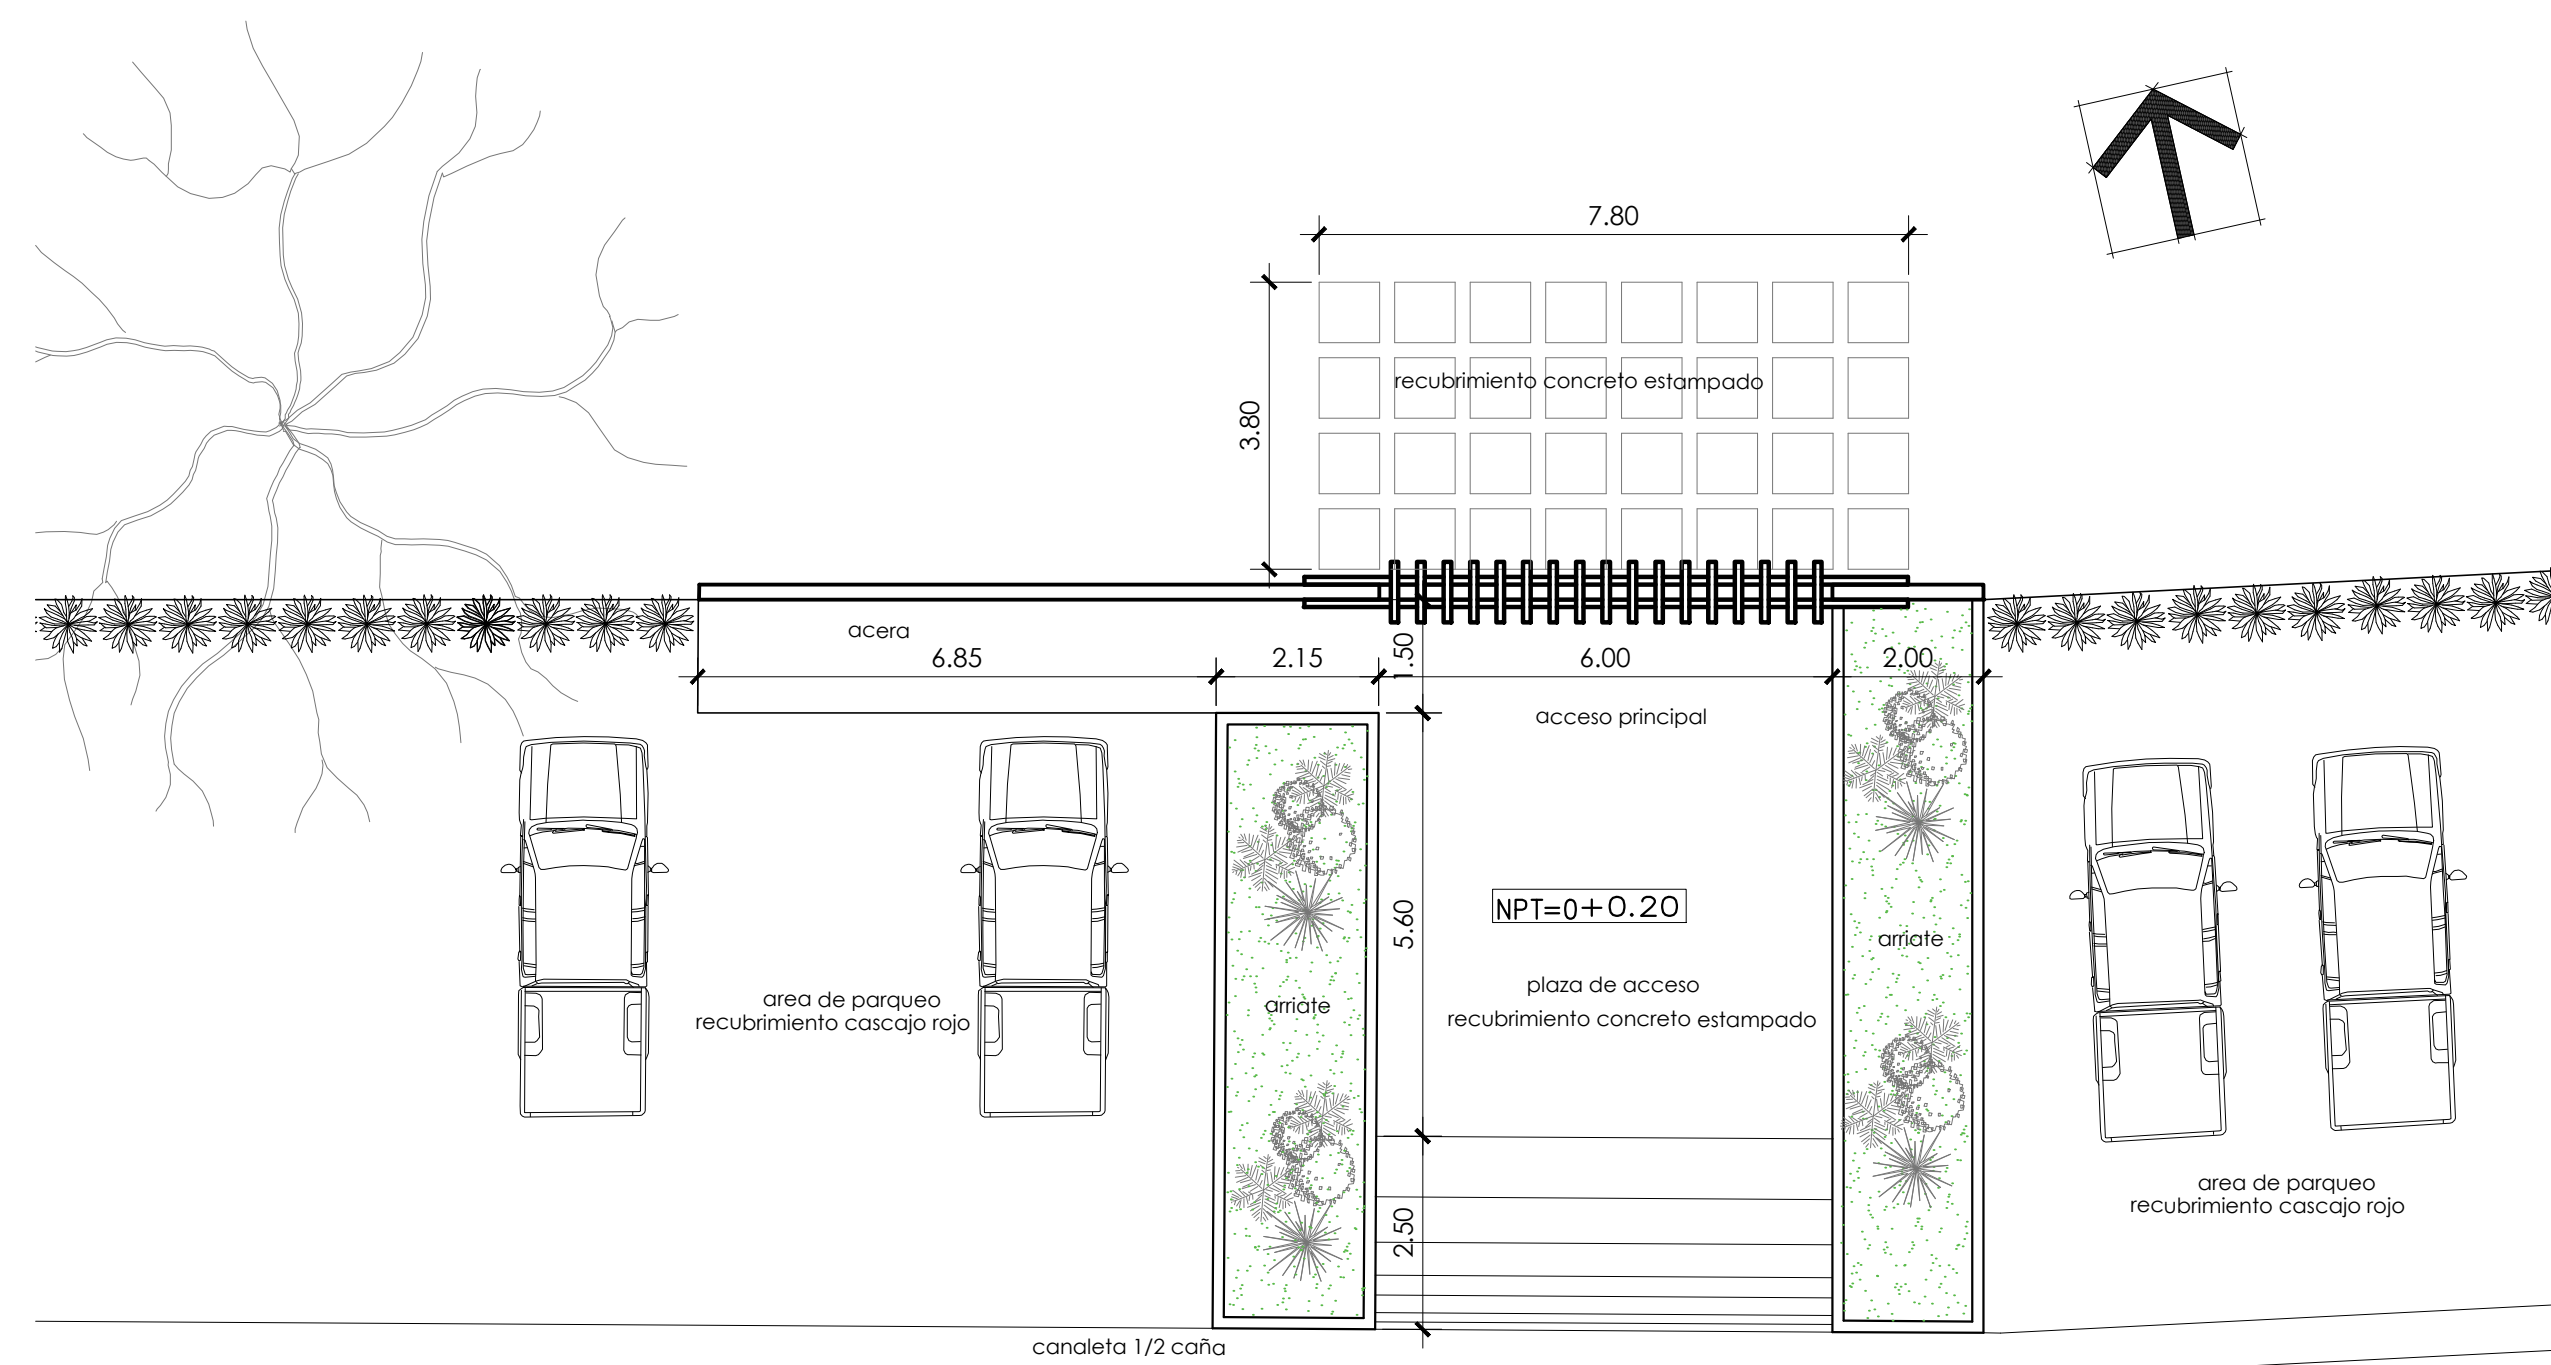 7.80
recubrimiento concreto estampado
3.80
acera
6.85
2.15
1.50
6.00
2.00
acceso principal
5.60
NPT=0+0.20
arriate
plaza de acceso
recubrimiento concreto estampado
area de parqueo
recubrimiento cascajo rojo
arriate
area de parqueo
recubrimiento cascajo rojo
2.50
canaleta 1/2 caña